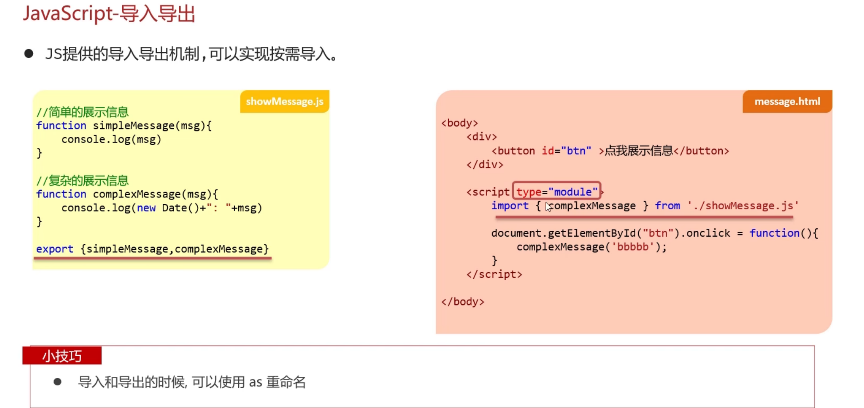 JavaScript-导入导出
● JS提供的导入导出机制,可以实现按需导入。
showMessage.js
//简单的展示信息
function simpleMessage(msg){
    console.log(msg)
}
//复杂的展示信息
function complexMessage(msg){
    console.log(new Date()+": "+msg)
}
export {simpleMessage,complexMessage}
message.html
<body>
    <div>
        <button id="btn" >点我展示信息</button>
    </div>
    <script type="module">
        import { complexMessage } from './showMessage.js'
        document.getElementById("btn").onclick = function(){
            complexMessage('bbbbb');
        }
    </script>
</body>
小技巧
● 导入和导出的时候, 可以使用 as 重命名